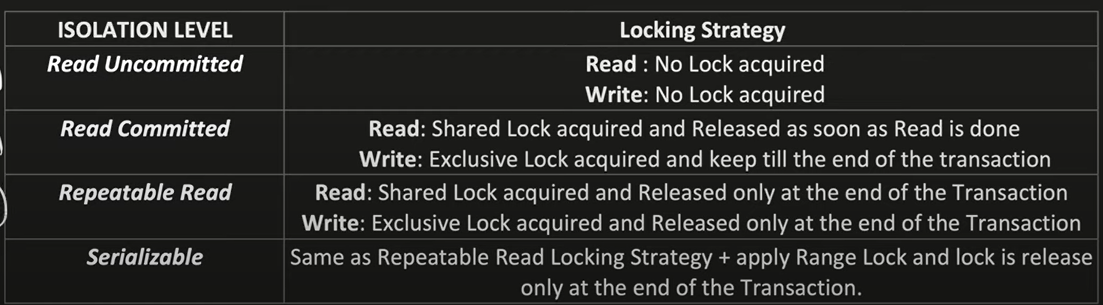 ISOLATION LEVEL Locking Strategy
Read Uncommitted Read : No Lock acquired
Write: No Lock acquired
Read Committed Read: Shared Lock acquired and Released as soon as Read is done
Write: Exclusive Lock acquired and keep till the end of the transaction
Repeatable Read Read: Shared Lock acquired and Released only at the end of the Transaction
Write: Exclusive Lock acquired and Released only at the end of the Transaction
Serializable Same as Repeatable Read Locking Strategy + apply Range Lock and lock is release
only at the end of the Transaction.